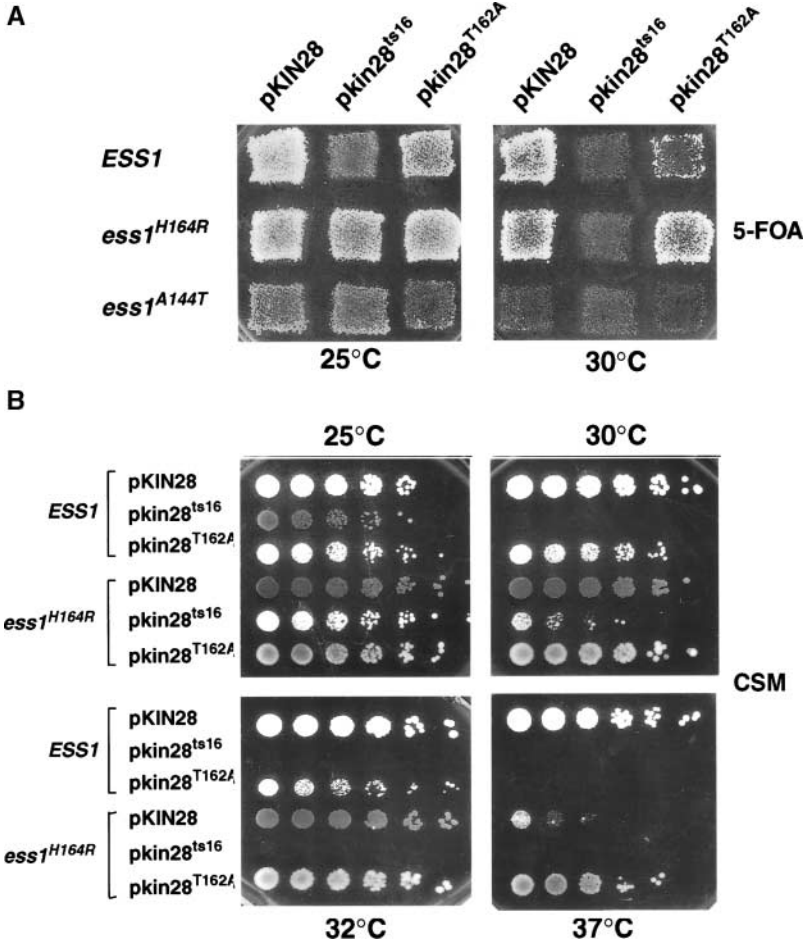 A
pKIN28 pkin28ts16 pkin28T162A pKIN28 pkin28ts16 pkin28T162A
ESS1
ess1H164R
5-FOA
ess1A144T
25°C 30°C
B
25°C 30°C
ESS1
pKIN28
pkin28ts16
pkin28T162A
ess1H164R
pKIN28
pkin28ts16
pkin28T162A
CSM
ESS1
pKIN28
pkin28ts16
pkin28T162A
ess1H164R
pKIN28
pkin28ts16
pkin28T162A
32°C 37°C